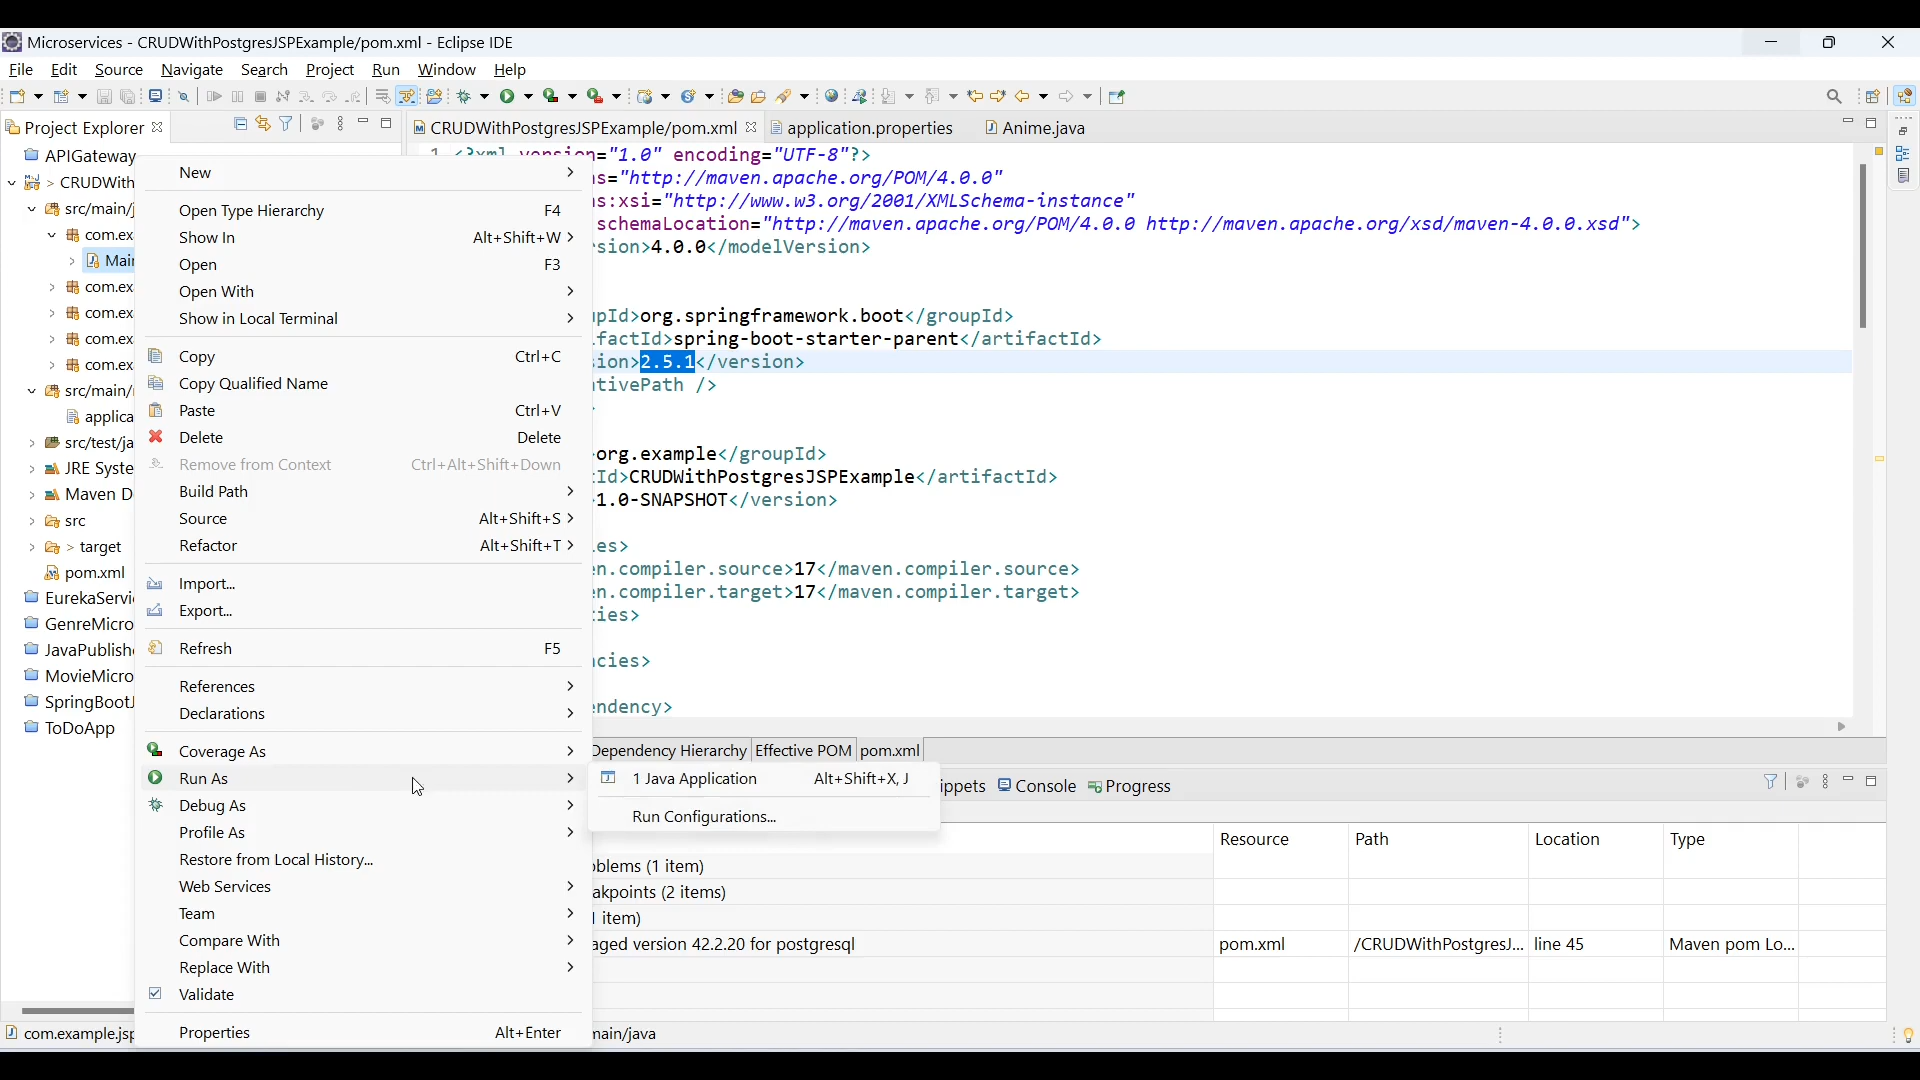 Microservices - CRUDWithPostgresJSPExample/pom.xml - Eclipse IDE
File Edit Source Navigate Search Project Run Window Help
Project Explorer
CRUDWithPostgresJSPExample/pom.xml application.properties Anime.java
APIGateway
> CRUDWith
src/main/j
com.ex
Mair
com.ex
com.ex
com.ex
com.ex
src/main/
applica
src/test/ja
JRE Syste
Maven D
src
> target
pom.xml
EurekaServi
GenreMicro
JavaPublish
MovieMicro
SpringBootJ
ToDoApp
New
Open Type Hierarchy F4
Show In Alt+Shift+W >
Open F3
Open With >
Show in Local Terminal >
Copy Ctrl+C
Copy Qualified Name
Paste Ctrl+V
Delete Delete
Remove from Context Ctrl+Alt+Shift+Down
Build Path >
Source Alt+Shift+S >
Refactor Alt+Shift+T >
Import...
Export...
Refresh F5
References >
Declarations >
Coverage As >
Run As >
Debug As >
Profile As >
Restore from Local History...
Web Services >
Team >
Compare With >
Replace With >
Validate
Properties Alt+Enter
1 Java Application Alt+Shift+X, J
Run Configurations...
1 <?xml version="1.0" encoding="UTF-8"?>
s="http://maven.apache.org/POM/4.0.0"
s:xsi="http://www.w3.org/2001/XMLSchema-instance"
schemaLocation="http://maven.apache.org/POM/4.0.0 http://maven.apache.org/xsd/maven-4.0.0.xsd">
sion>4.0.0</modelVersion>
pId>org.springframework.boot</groupId>
factId>spring-boot-starter-parent</artifactId>
ion>2.5.1</version>
tivePath />
>
org.example</groupId>
Id>CRUDWithPostgresJSPExample</artifactId>
1.0-SNAPSHOT</version>
es>
n.compiler.source>17</maven.compiler.source>
n.compiler.target>17</maven.compiler.target>
ies>
cies>
ndency>
Dependency Hierarchy Effective POM pom.xml
ippets Console Progress
Resource Path Location Type
blems (1 item)
akpoints (2 items)
item)
aged version 42.2.20 for postgresql pom.xml /CRUDWithPostgresJ... line 45 Maven pom Lo...
com.example.jsp
main/java